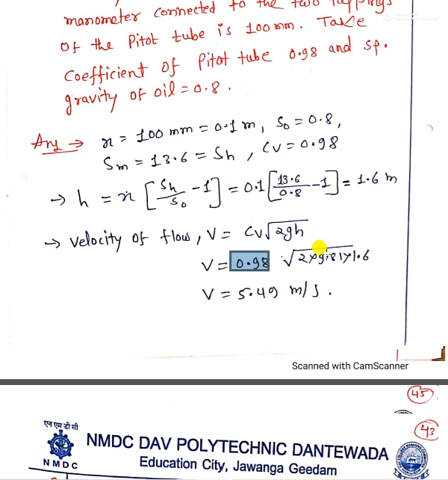 manometer connected to the two tappings
of the Pitot tube is 100 mm. Take
coefficient of Pitot tube 0.98 and sp.
gravity of oil = 0.8.
Ans → x = 100 mm = 0.1 m, So = 0.8,
Sm = 13.6 = Sh, Cv = 0.98
→ h = x [Sh/So - 1] = 0.1 [13.6/0.8 - 1] = 1.6 m
→ velocity of flow, V = Cv √2gh
V = 0.98 √2×9.81×1.6
V = 5.49 m/s.
Scanned with CamScanner
45
42
एन एम डी सी
NMDC
NMDC DAV POLYTECHNIC DANTEWADA
Education City, Jawanga Geedam